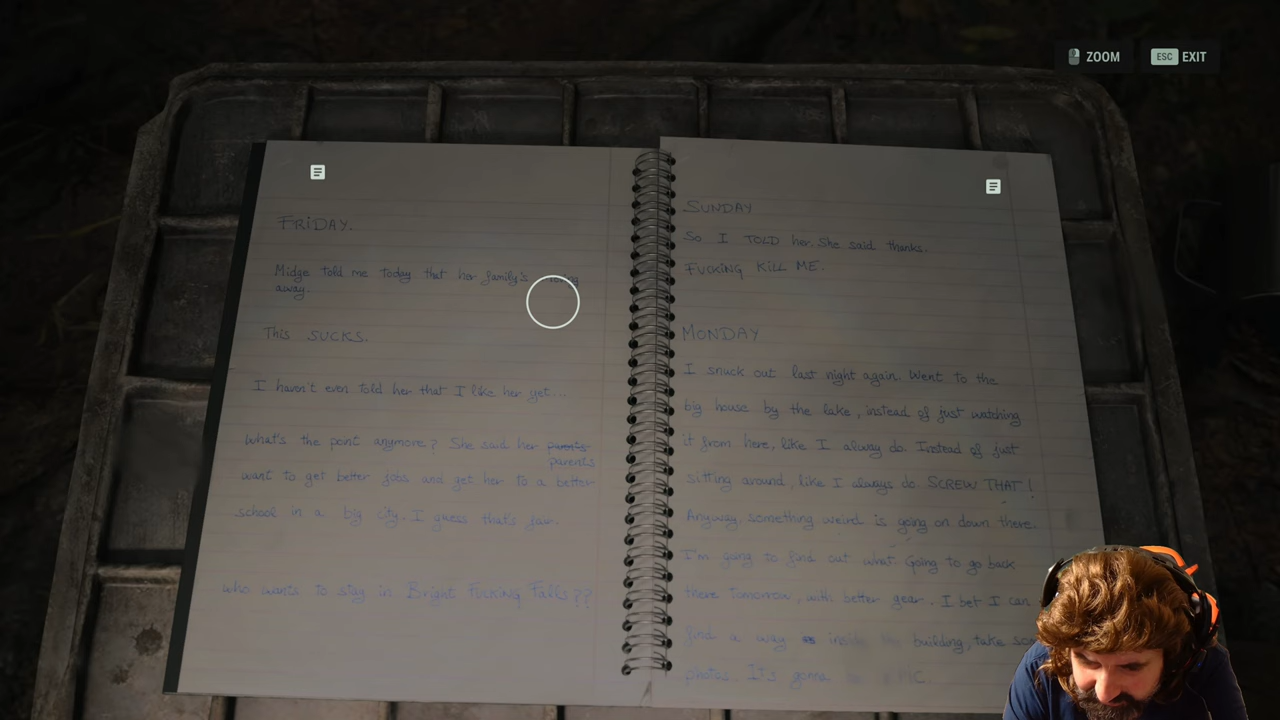 ZOOM
ESC EXIT
FRIDAY.
Midge told me today that her family's
away.
This SUCKS.
I haven't even told her that I like her yet...
what's the point anymore? She said her parents
parents
want to get better jobs and get her to a better
school in a big city. I guess that's fair.
who wants to stay in Bright Fucking Falls??
SUNDAY
So I TOLD her. She said thanks.
FUCKING KILL ME.
MONDAY
I snuck out last night again. Went to the
big house by the lake, instead of just watching
it from here, like I alway do. Instead of just
sitting around, like I always do. SCREW THAT!
Anyway, something weird is going on down there.
I'm going to find out what. Going to go back
there tomorrow, with better gear. I bet I can
find a way inside building, take
photos. It's gonna